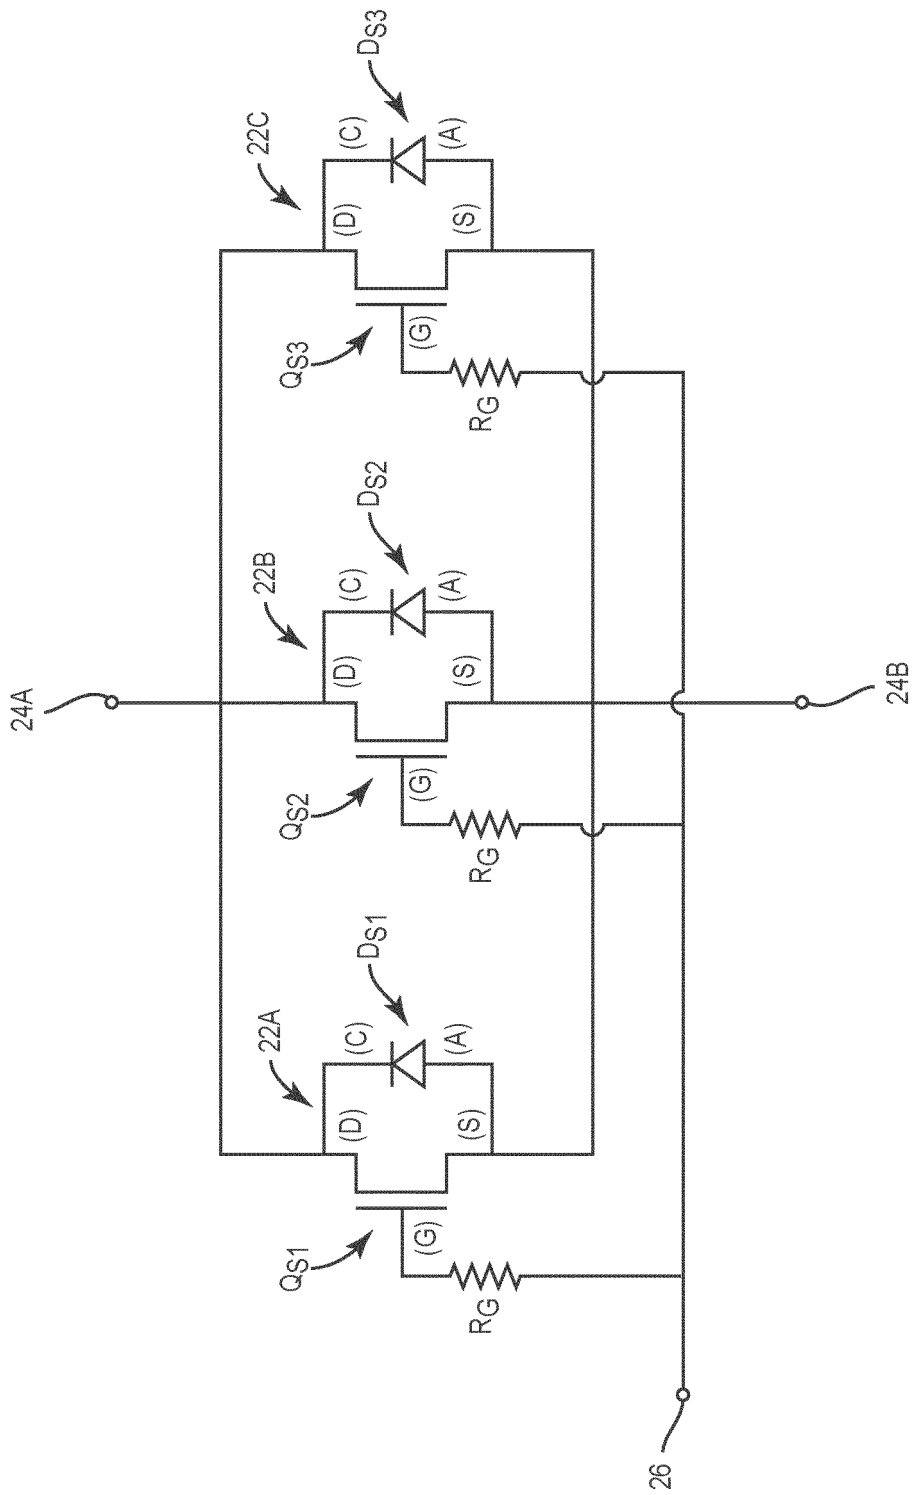 24A
22A
22B
22C
QS1
QS2
QS3
(D)
(C)
(D)
(C)
(D)
(C)
DS1
DS2
DS3
(G)
(G)
(G)
(S)
(A)
(S)
(A)
(S)
(A)
RG
RG
RG
26
24B